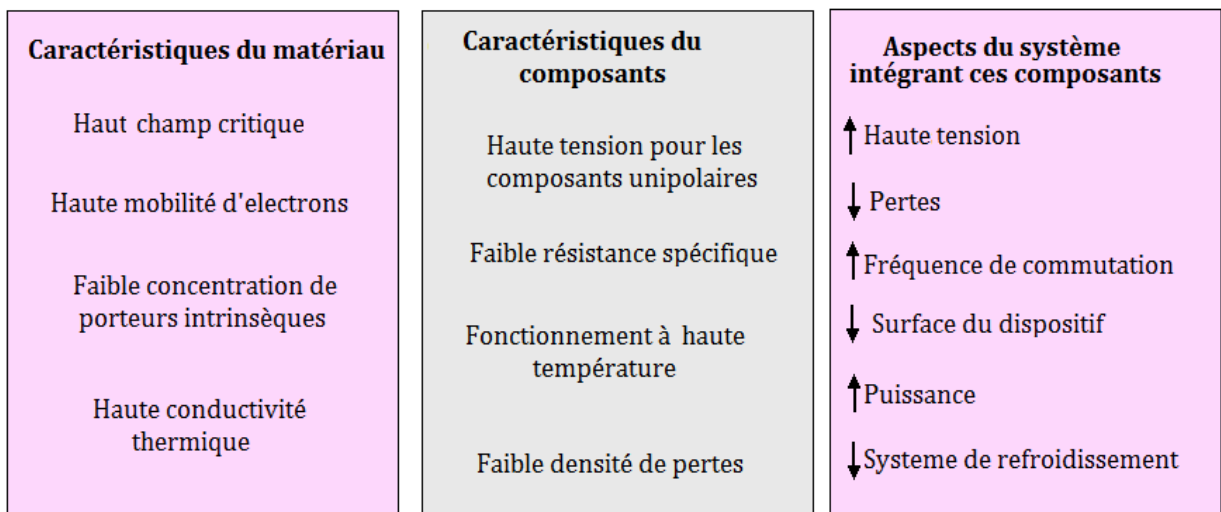 Caractéristiques du matériau
Haut champ critique
Haute mobilité d'electrons
Faible concentration de
porteurs intrinsèques
Haute conductivité
thermique
Caractéristiques du
composants
Haute tension pour les
composants unipolaires
Faible résistance spécifique
Fonctionnement à haute
température
Faible densité de pertes
Aspects du système
intégrant ces composants
↑ Haute tension
↓ Pertes
↑ Fréquence de commutation
↓ Surface du dispositif
↑ Puissance
↓ Systeme de refroidissement